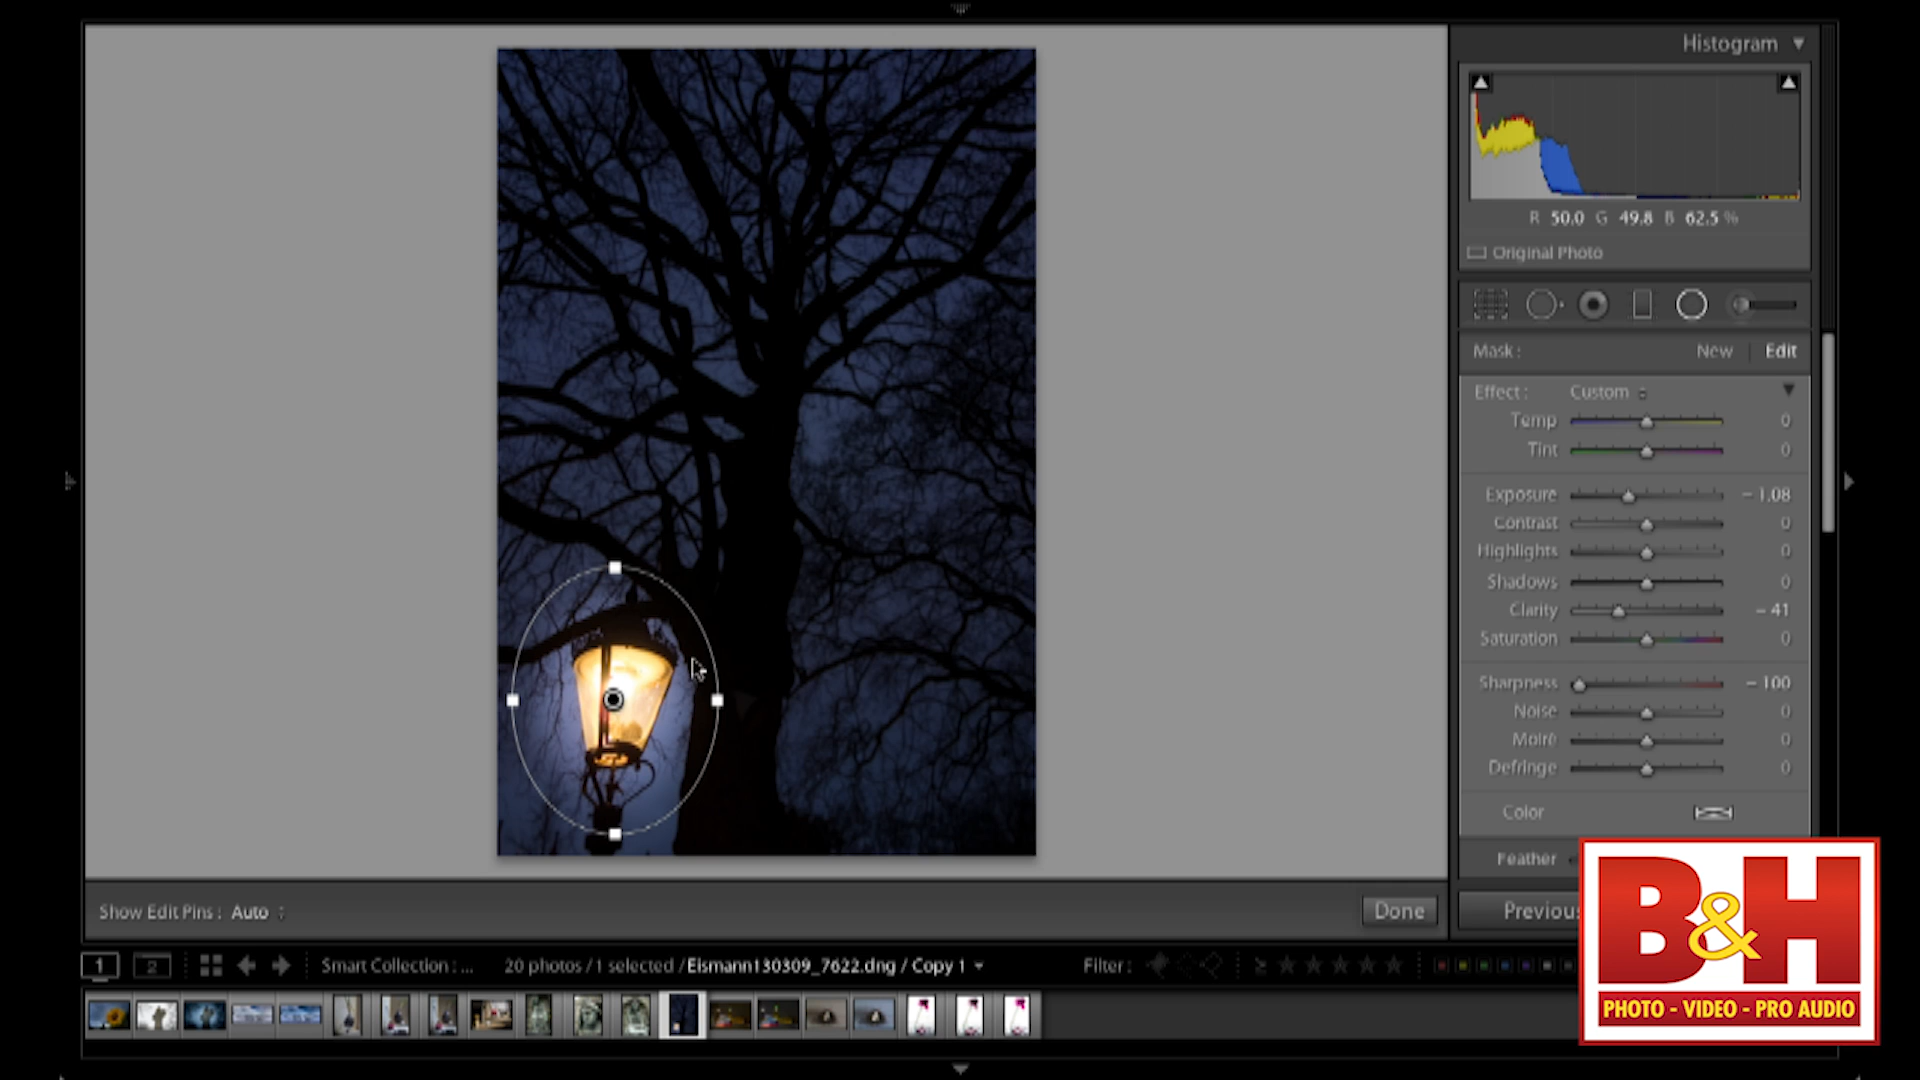 Histogram
R 50.0 G 49.8 B 62.5 %
Original Photo
Mask : New Edit
Effect : Custom
Temp 0
Tint 0
Exposure – 1.08
Contrast 0
Highlights 0
Shadows 0
Clarity – 41
Saturation 0
Sharpness – 100
Noise 0
Moiré 0
Defringe 0
Color
Feather
Show Edit Pins : Auto
Done
Previous
1 2 Smart Collection : ... 20 photos / 1 selected / Eismann130309_7622.dng / Copy 1 Filter :
B&H
PHOTO - VIDEO - PRO AUDIO